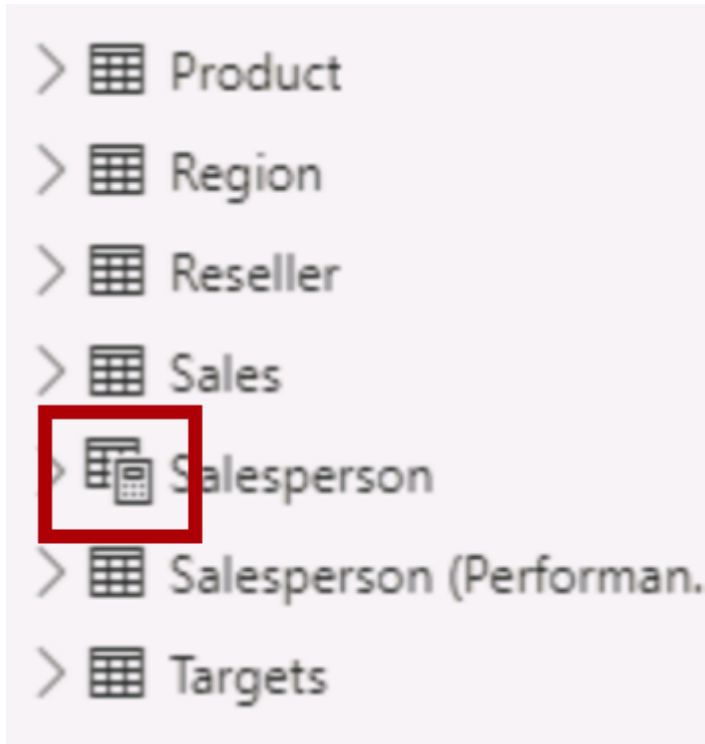 Product
Region
Reseller
Sales
Salesperson
Salesperson (Performan..
Targets